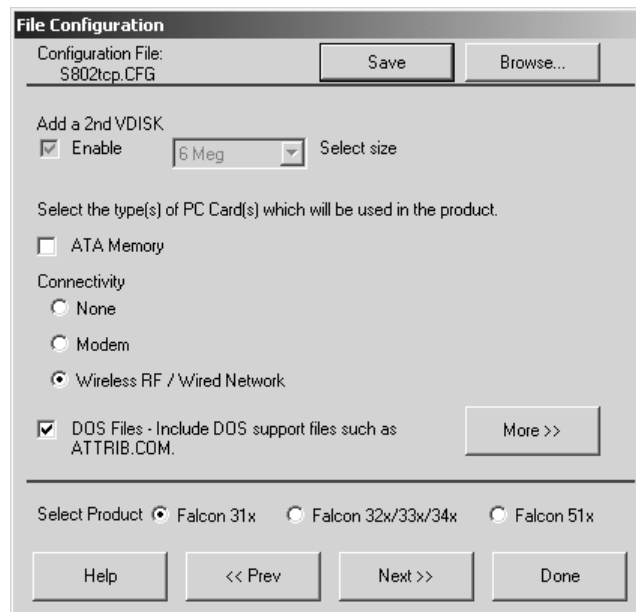 File Configuration
Configuration File:
S802tcp.CFG
Save
Browse...
Add a 2nd VDISK
Enable
6 Meg
Select size
Select the type(s) of PC Card(s) which will be used in the product.
ATA Memory
Connectivity
None
Modem
Wireless RF / Wired Network
DOS Files - Include DOS support files such as
ATTRIB.COM.
More >>
Select Product
Falcon 31x
Falcon 32x/33x/34x
Falcon 51x
Help
<< Prev
Next >>
Done